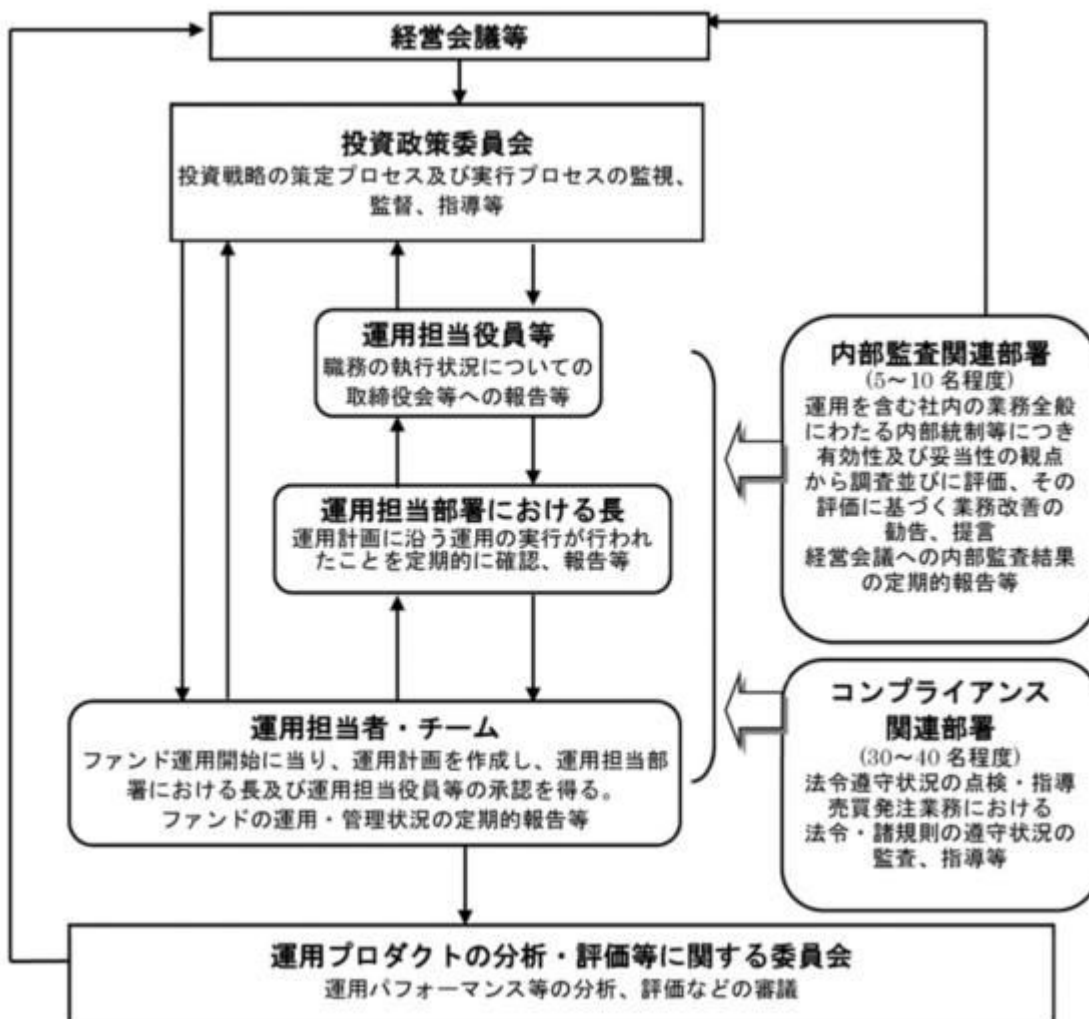 経営会議等
投資政策委員会
投資戦略の策定プロセス及び実行プロセスの監視、
監督、指導等
運用担当役員等
職務の執行状況についての
取締役会等への報告等
運用担当部署における長
運用計画に沿う運用の実行が行われ
たことを定期的に確認、報告等
運用担当者・チーム
ファンド運用開始に当り、運用計画を作成し、運用担当部
署における長及び運用担当役員等の承認を得る。
ファンドの運用・管理状況の定期的報告等
内部監査関連部署
(5～10 名程度)
運用を含む社内の業務全般
にわたる内部統制等につき
有効性及び妥当性の観点
から調査並びに評価、その
評価に基づく業務改善の
勧告、提言
経営会議への内部監査結果
の定期的報告等
コンプライアンス
関連部署
(30～40 名程度)
法令遵守状況の点検・指導
売買発注業務における
法令・諸規則の遵守状況の
監査、指導等
運用プロダクトの分析・評価等に関する委員会
運用パフォーマンス等の分析、評価などの審議